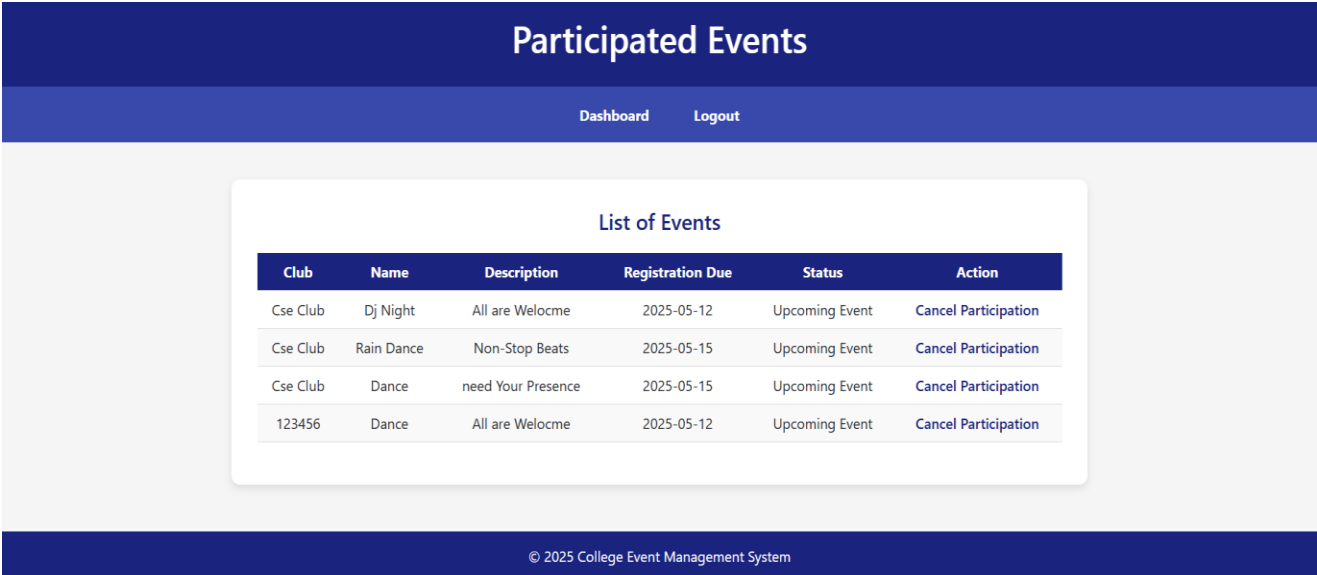 Participated Events
Dashboard Logout
List of Events
Club Name Description Registration Due Status Action
Cse Club Dj Night All are Welocme 2025-05-12 Upcoming Event Cancel Participation
Cse Club Rain Dance Non-Stop Beats 2025-05-15 Upcoming Event Cancel Participation
Cse Club Dance need Your Presence 2025-05-15 Upcoming Event Cancel Participation
123456 Dance All are Welocme 2025-05-12 Upcoming Event Cancel Participation
© 2025 College Event Management System